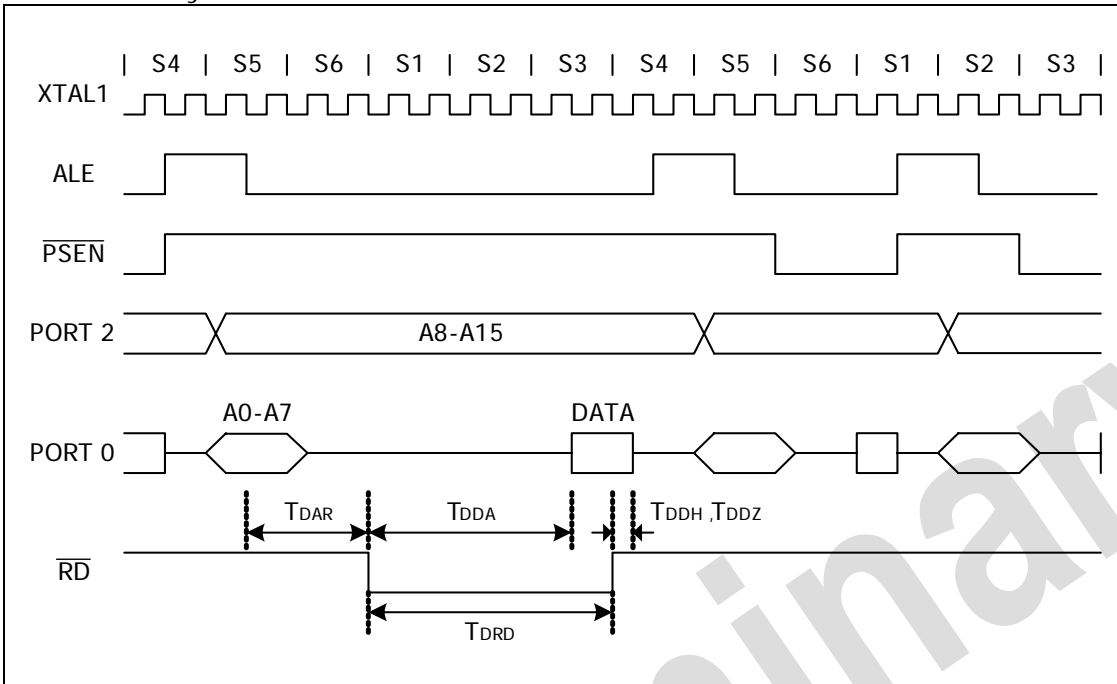 | S4 | S5 | S6 | S1 | S2 | S3 | S4 | S5 | S6 | S1 | S2 | S3 |
XTAL1
ALE
PSEN
PORT 2
A8-A15
A0-A7
DATA
PORT 0
TDAR
TDDA
TDDH ,TDDZ
RD
TDRD